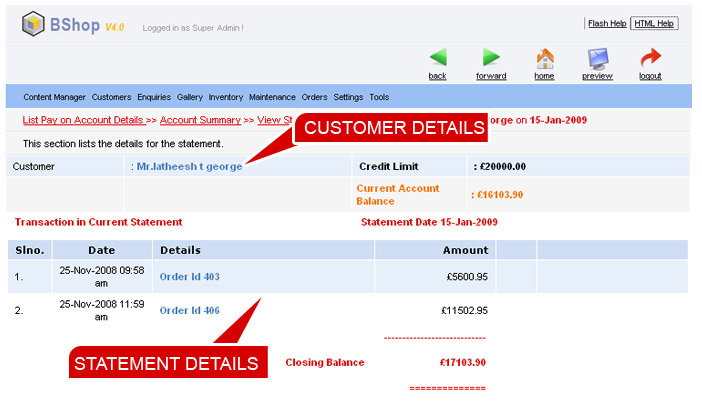 BShop V4.0 Logged in as Super Admin !
Flash Help HTML Help
back forward home preview logout
Content Manager Customers Enquiries Gallery Inventory Maintenance Orders Settings Tools
List Pay on Account Details >> Account Summary >> View St orge on 15-Jan-2009
CUSTOMER DETAILS
This section lists the details for the statement.
Customer : Mr.latheesh t george Credit Limit : £20000.00
Current Account
Balance : £16103.90
Transaction in Current Statement Statement Date 15-Jan-2009
Slno. Date Details Amount
1. 25-Nov-2008 09:58 am Order Id 403 £5600.95
2. 25-Nov-2008 11:59 am Order Id 406 £11502.95
STATEMENT DETAILS
Closing Balance £17103.90